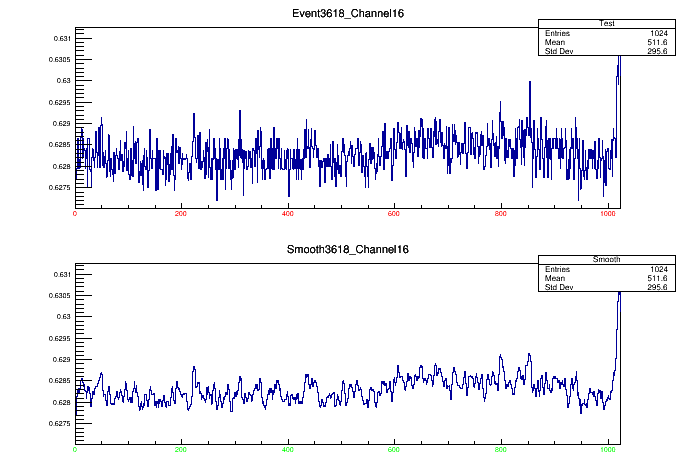 Event3618_Channel16
Test
Entries 1024
Mean 511.6
Std Dev 295.6
0.631
0.6305
0.63
0.6295
0.629
0.6285
0.628
0.6275
0 200 400 600 800 1000
Smooth3618_Channel16
Smooth
Entries 1024
Mean 511.6
Std Dev 295.6
0.631
0.6305
0.63
0.6295
0.629
0.6285
0.628
0.6275
0 200 400 600 800 1000